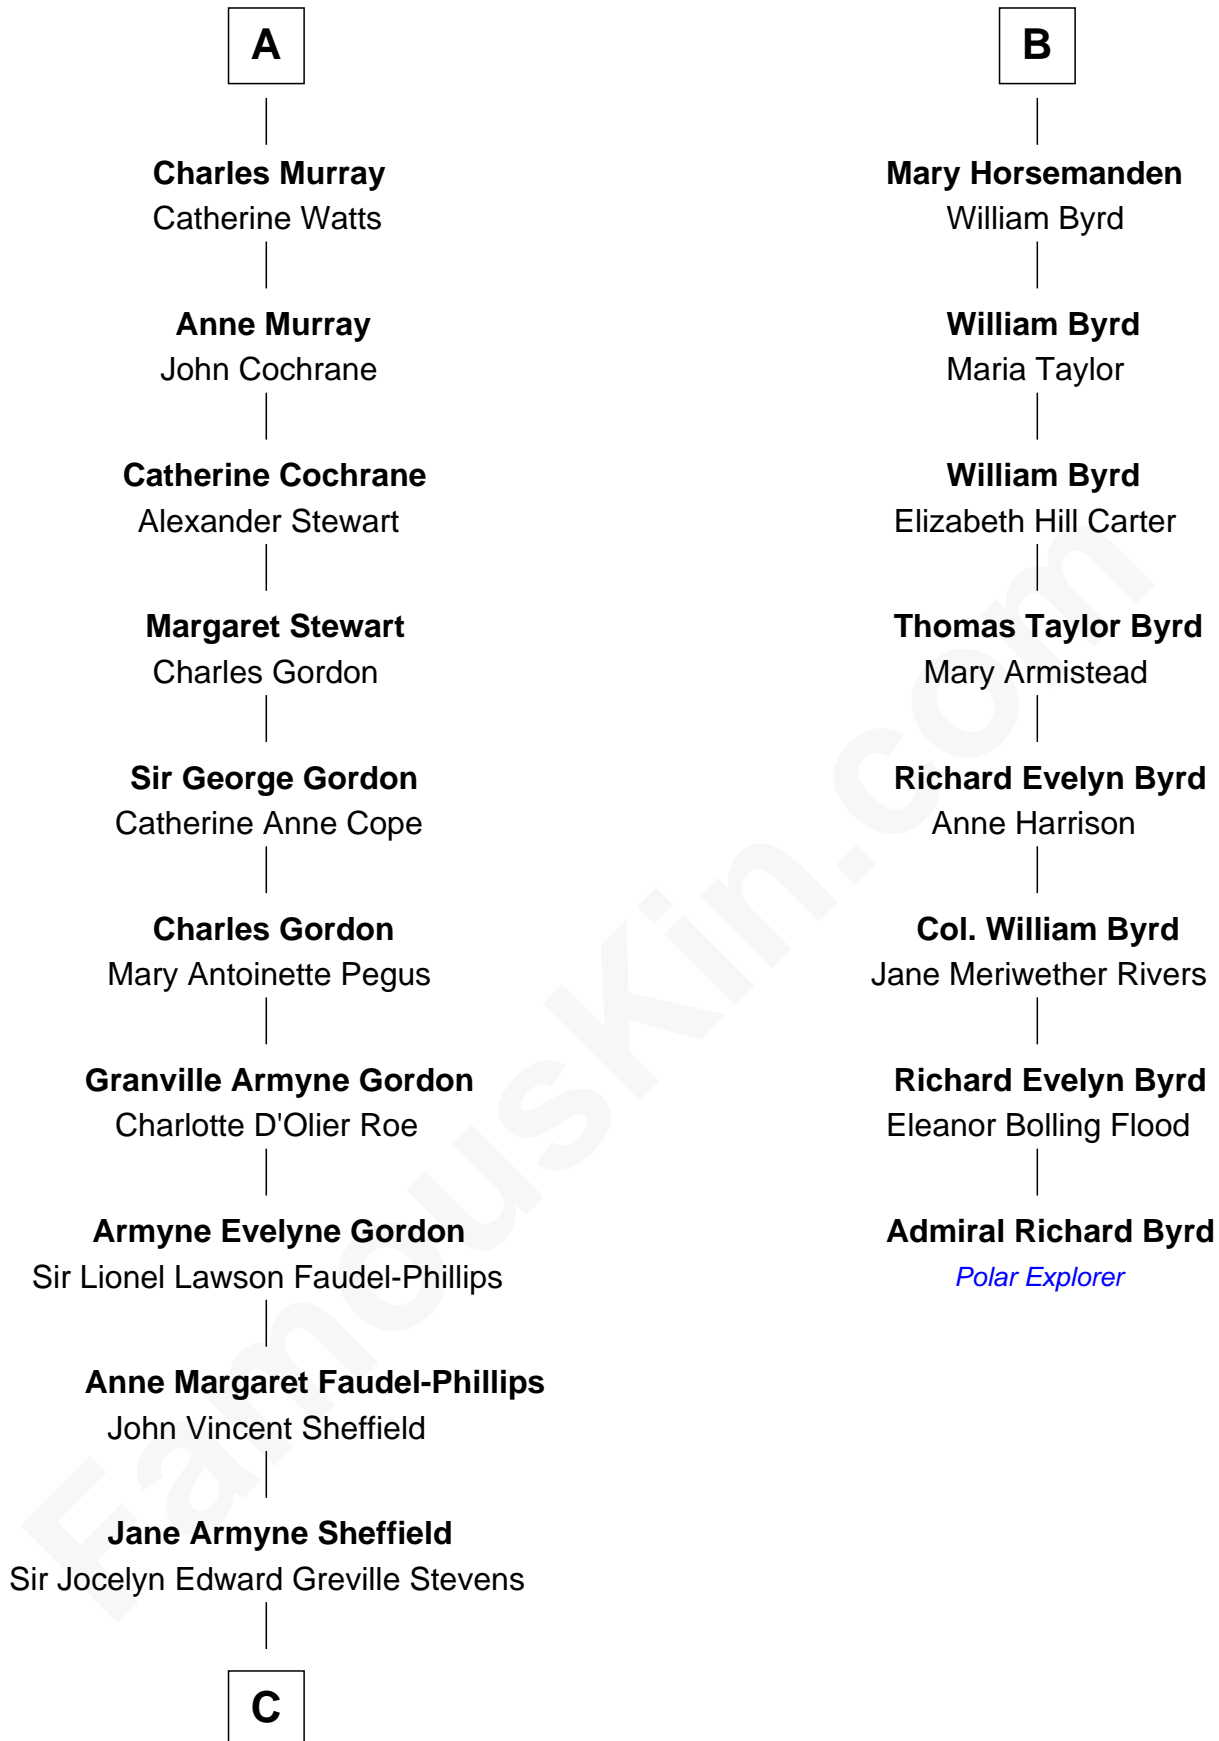 A
Charles Murray
Catherine Watts
Anne Murray
John Cochrane
Catherine Cochrane
Alexander Stewart
Margaret Stewart
Charles Gordon
Sir George Gordon
Catherine Anne Cope
Charles Gordon
Mary Antoinette Pegus
Granville Armyne Gordon
Charlotte D'Olier Roe
Armyne Evelyne Gordon
Sir Lionel Lawson Faudel-Phillips
Anne Margaret Faudel-Phillips
John Vincent Sheffield
Jane Armyne Sheffield
Sir Jocelyn Edward Greville Stevens
C
B
Mary Horsemanden
William Byrd
William Byrd
Maria Taylor
William Byrd
Elizabeth Hill Carter
Thomas Taylor Byrd
Mary Armistead
Richard Evelyn Byrd
Anne Harrison
Col. William Byrd
Jane Meriwether Rivers
Richard Evelyn Byrd
Eleanor Bolling Flood
Admiral Richard Byrd
Polar Explorer
FamousKin.com